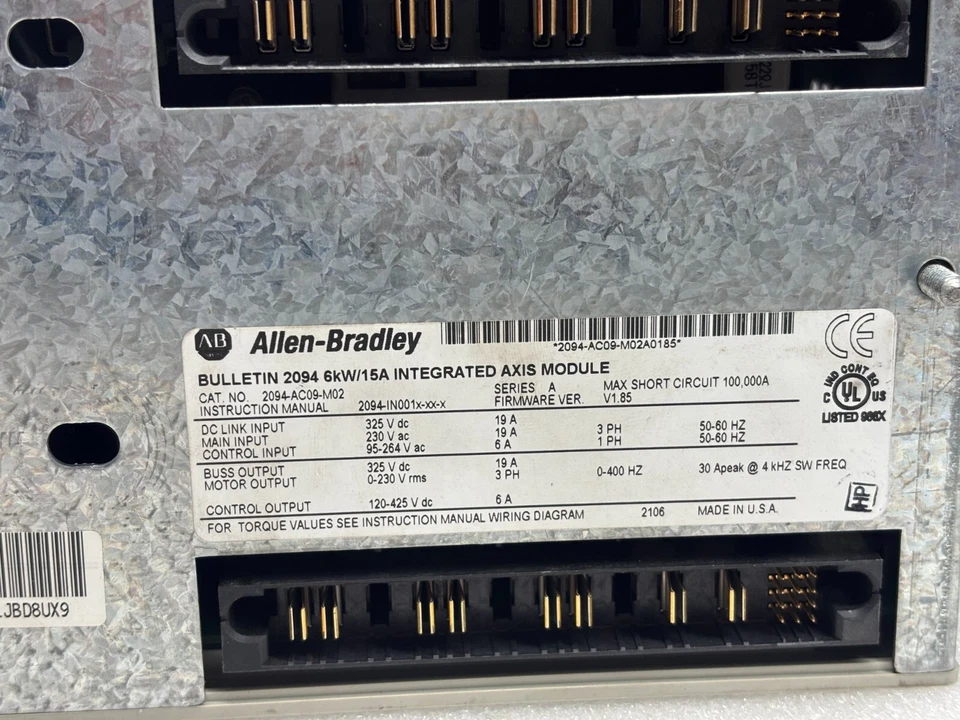 AB Allen-Bradley
*2094-AC09-M02A0185*
CE
BULLETIN 2094 6kW/15A INTEGRATED AXIS MODULE
CAT. NO. 2094-AC09-M02 SERIES A MAX SHORT CIRCUIT 100,000A
INSTRUCTION MANUAL 2094-IN001x-xx-x FIRMWARE VER. V1.85
IND CONT EQ
C UL US
LISTED 966X
DC LINK INPUT 325 V dc 19 A
MAIN INPUT 230 V ac 19 A 3 PH 50-60 HZ
CONTROL INPUT 95-264 V ac 6 A 1 PH 50-60 HZ
BUSS OUTPUT 325 V dc 19 A
MOTOR OUTPUT 0-230 V rms 3 PH 0-400 HZ 30 Apeak @ 4 kHZ SW FREQ
CONTROL OUTPUT 120-425 V dc 6 A
HP
FOR TORQUE VALUES SEE INSTRUCTION MANUAL WIRING DIAGRAM 2106 MADE IN U.S.A.
JBD8UX9